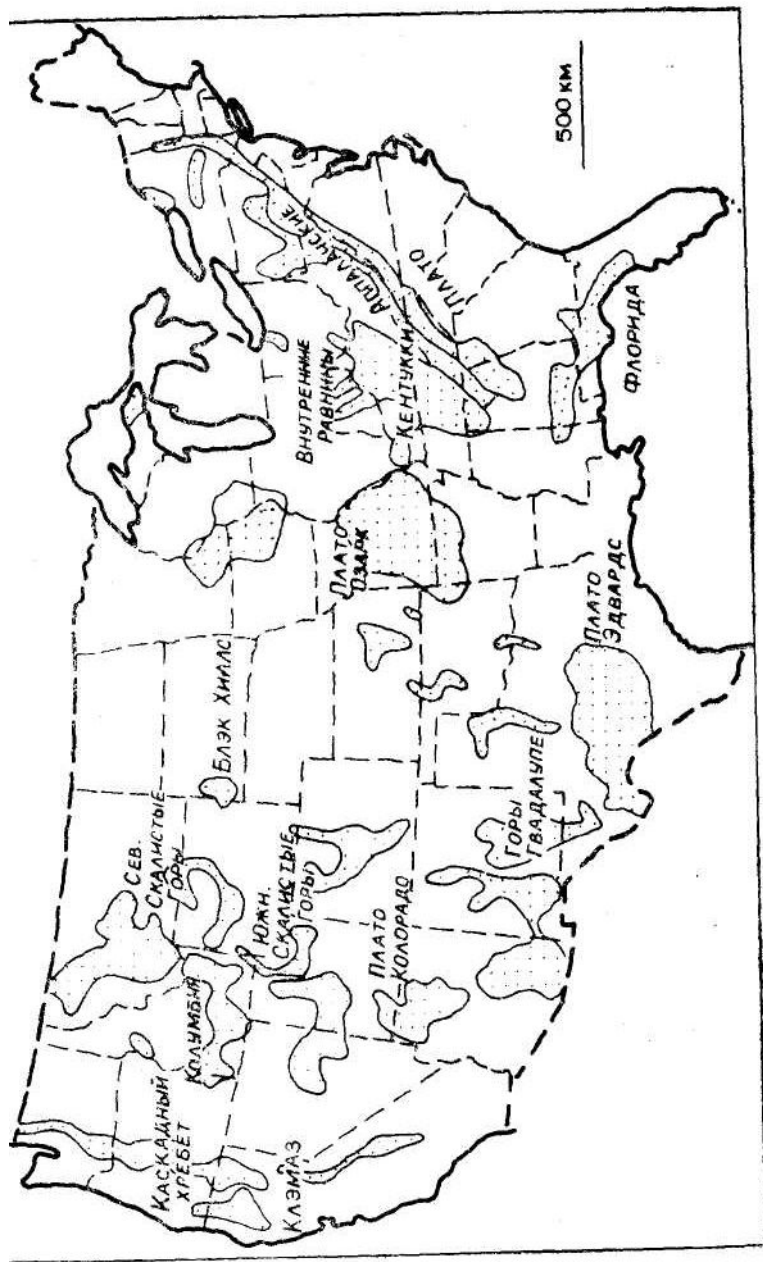 КАСКАДНЫЙ
ХРЕБЕТ
КЛЭМАЗ
КОЛУМБИЯ
СЕВ.
СКАЛИСТЫЕ
ГОРЫ
ЮЖН.
СКАЛИСТЫЕ
ГОРЫ
ПЛАТО
КОЛОРАДО
БЛЭК ХИЛЛС
ГОРЫ
ГВАДАЛУПЕ
ПЛАТО
ЭДВАРДС
ПЛАТО
ОЗАРК
ВНУТРЕННИЕ
РАВНИНЫ
КЕНТУККИ
АППАЛАЧСКИЕ
ПЛАТО
ФЛОРИДА
500 КМ